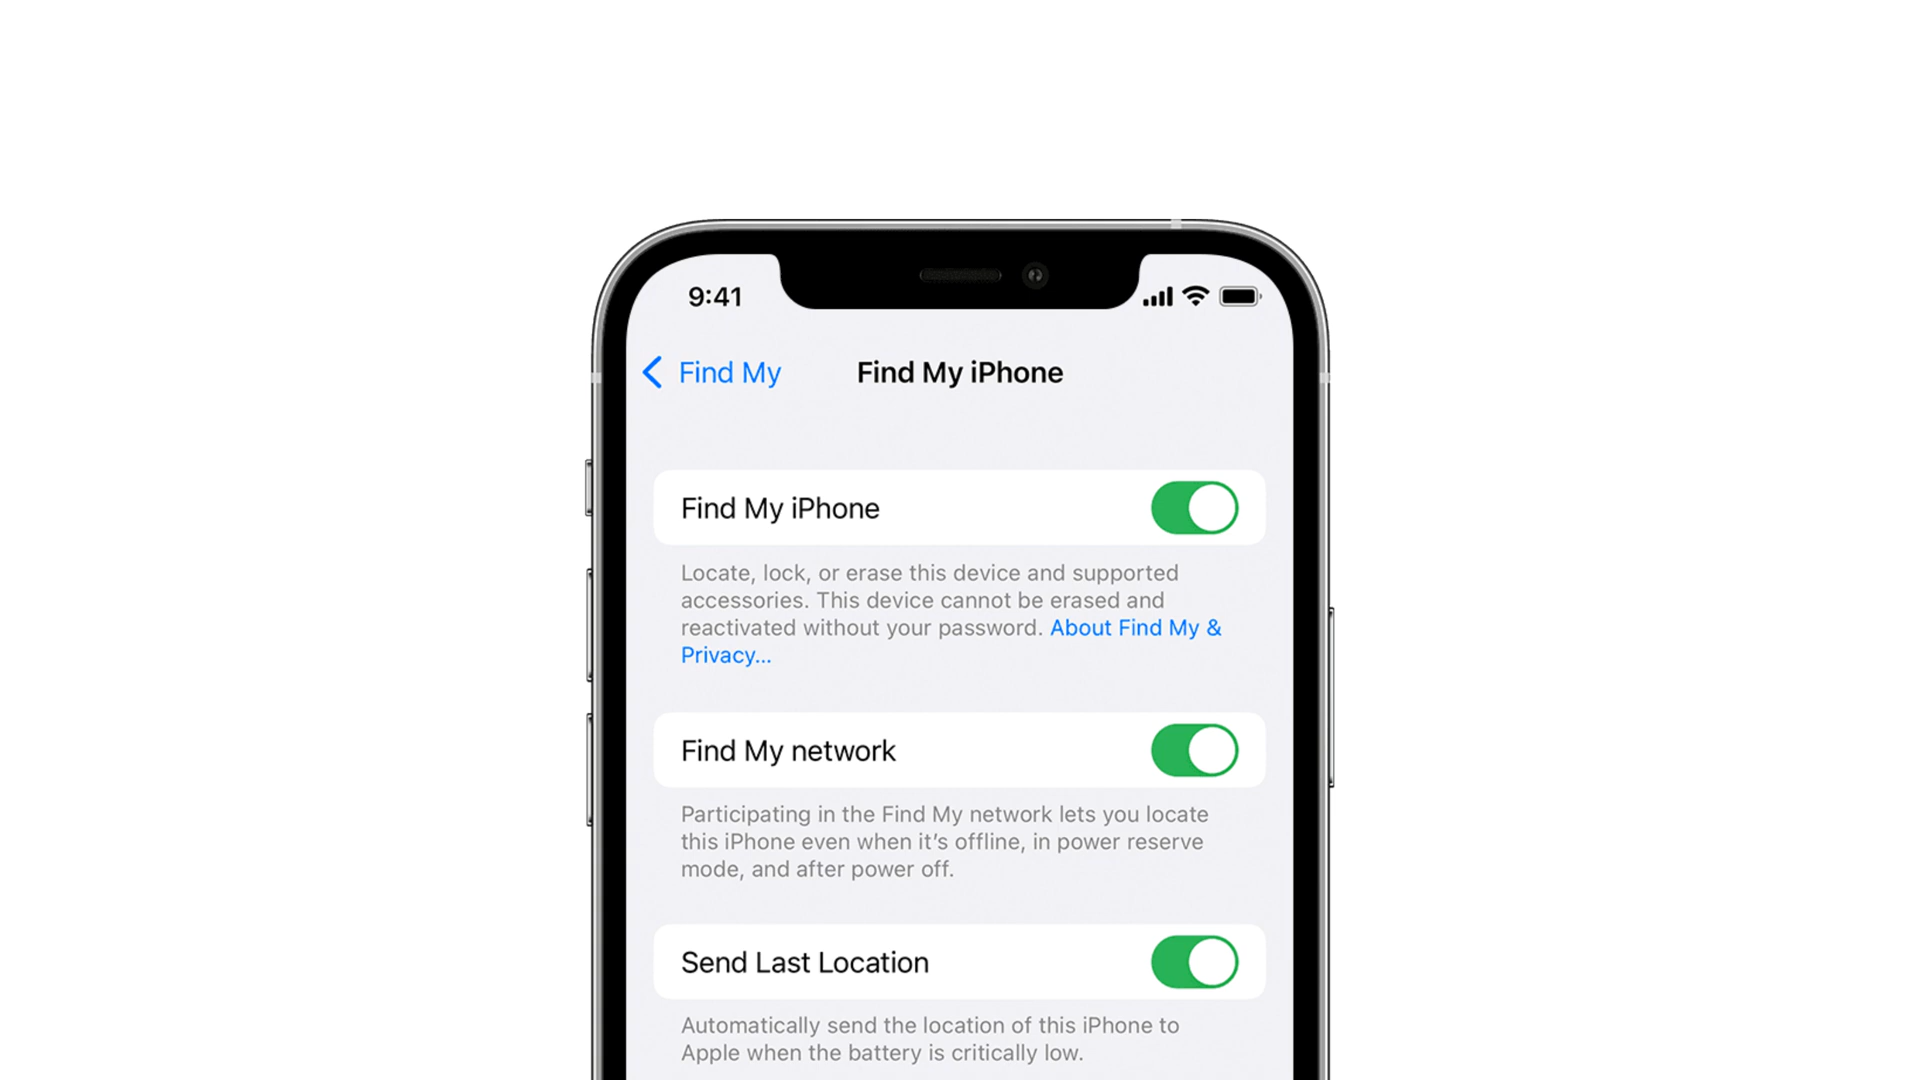 9:41
Find My
Find My iPhone
Find My iPhone
Locate, lock, or erase this device and supported
accessories. This device cannot be erased and
reactivated without your password. About Find My &
Privacy...
Find My network
Participating in the Find My network lets you locate
this iPhone even when it’s offline, in power reserve
mode, and after power off.
Send Last Location
Automatically send the location of this iPhone to
Apple when the battery is critically low.